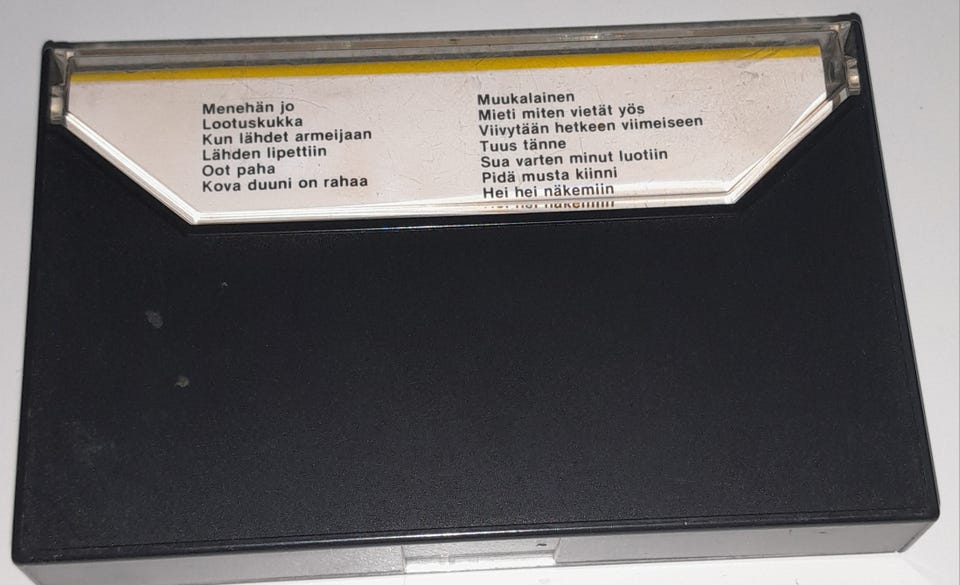 Menehän jo
Lootuskukka
Kun lähdet armeijaan
Lähden lipettiin
Oot paha
Kova duuni on rahaa
Muukalainen
Mieti miten vietät yös
Viivytään hetkeen viimeiseen
Tuus tänne
Sua varten minut luotiin
Pidä musta kiinni
Hei hei näkemiin